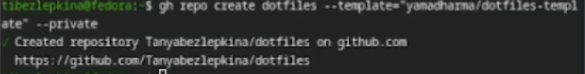 tibezlepkina@fedora:~$ gh repo create dotfiles --template="yamadharma/dotfiles-templ
ate" --private
✓ Created repository Tanyabezlepkina/dotfiles on github.com
https://github.com/Tanyabezlepkina/dotfiles